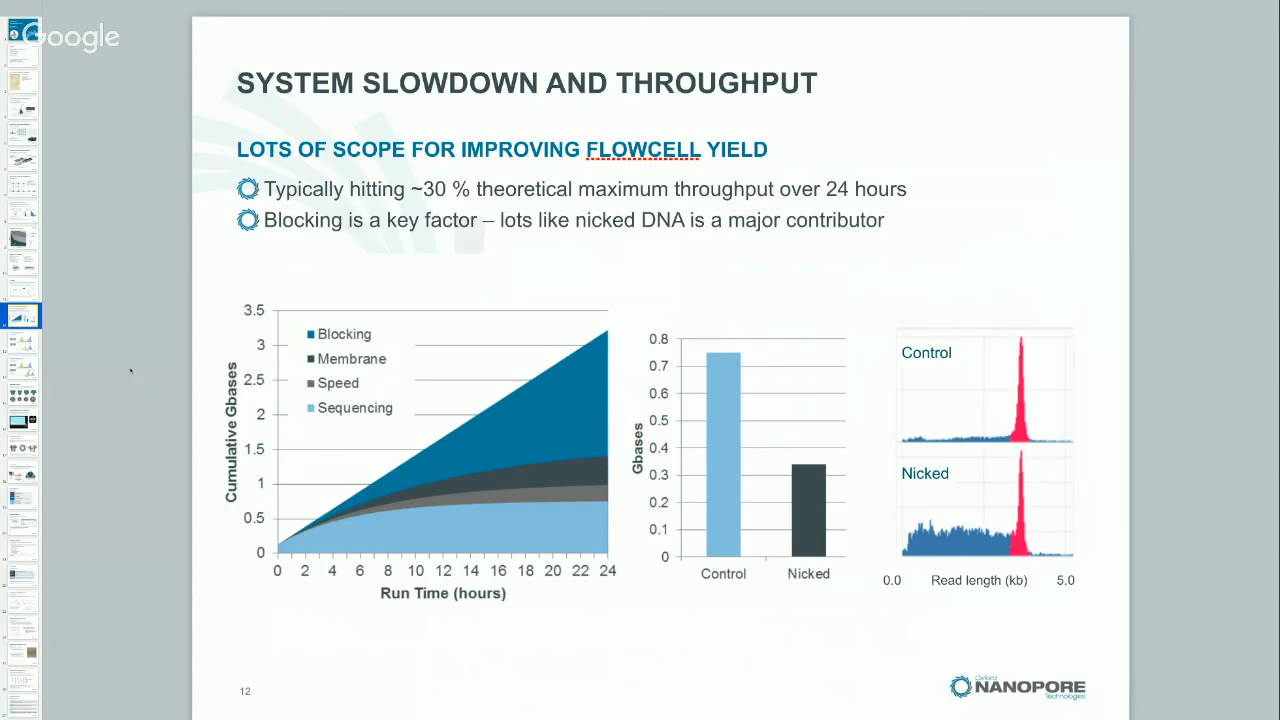 Google
SYSTEM SLOWDOWN AND THROUGHPUT
LOTS OF SCOPE FOR IMPROVING FLOWCELL YIELD
Typically hitting ~30 % theoretical maximum throughput over 24 hours
Blocking is a key factor – lots like nicked DNA is a major contributor
3.5
3
2.5
2
1.5
1
0.5
0
Cumulative Gbases
Blocking
Membrane
Speed
Sequencing
0 2 4 6 8 10 12 14 16 18 20 22 24
Run Time (hours)
0.8
0.7
0.6
0.5
0.4
0.3
0.2
0.1
0
Gbases
Control Nicked
Control
Nicked
0.0 Read length (kb) 5.0
12
Oxford
NANOPORE
Technologies